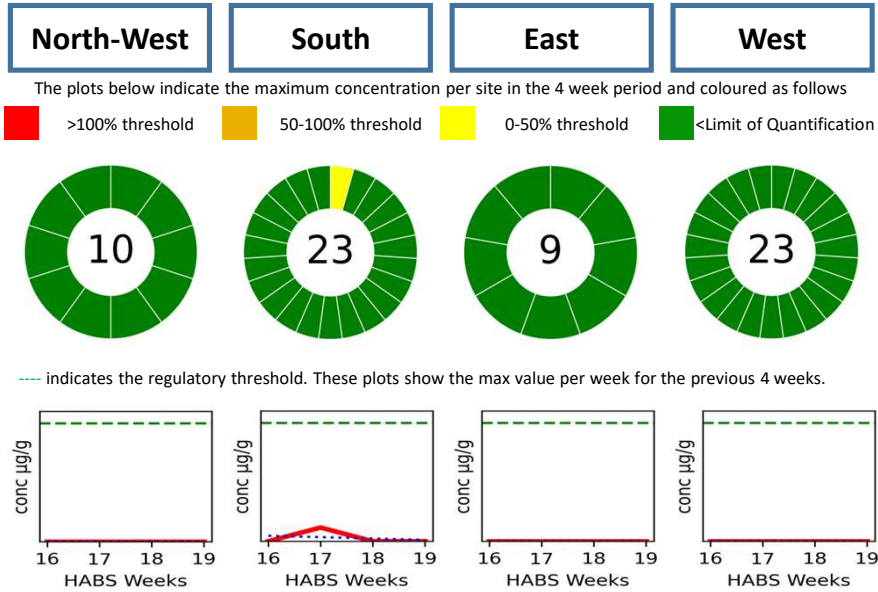 North-West South East West
The plots below indicate the maximum concentration per site in the 4 week period and coloured as follows
>100% threshold 50-100% threshold 0-50% threshold <Limit of Quantification
10 23 9 23
---- indicates the regulatory threshold. These plots show the max value per week for the previous 4 weeks.
conc μg/g conc μg/g conc μg/g conc μg/g
16 17 18 19 16 17 18 19 16 17 18 19 16 17 18 19
HABS Weeks HABS Weeks HABS Weeks HABS Weeks